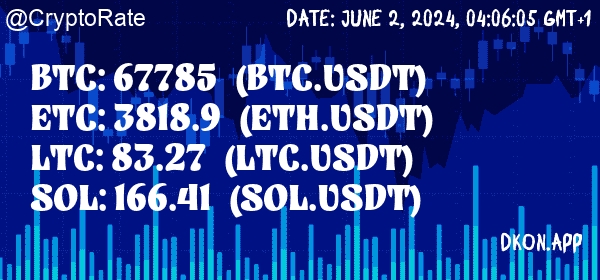 @CryptoRate
DATE: JUNE 2, 2024, 04:06:05 GMT+1
BTC: 67785 (BTC.USDT)
ETC: 3818.9 (ETH.USDT)
LTC: 83.27 (LTC.USDT)
SOL: 166.41 (SOL.USDT)
DKON.APP